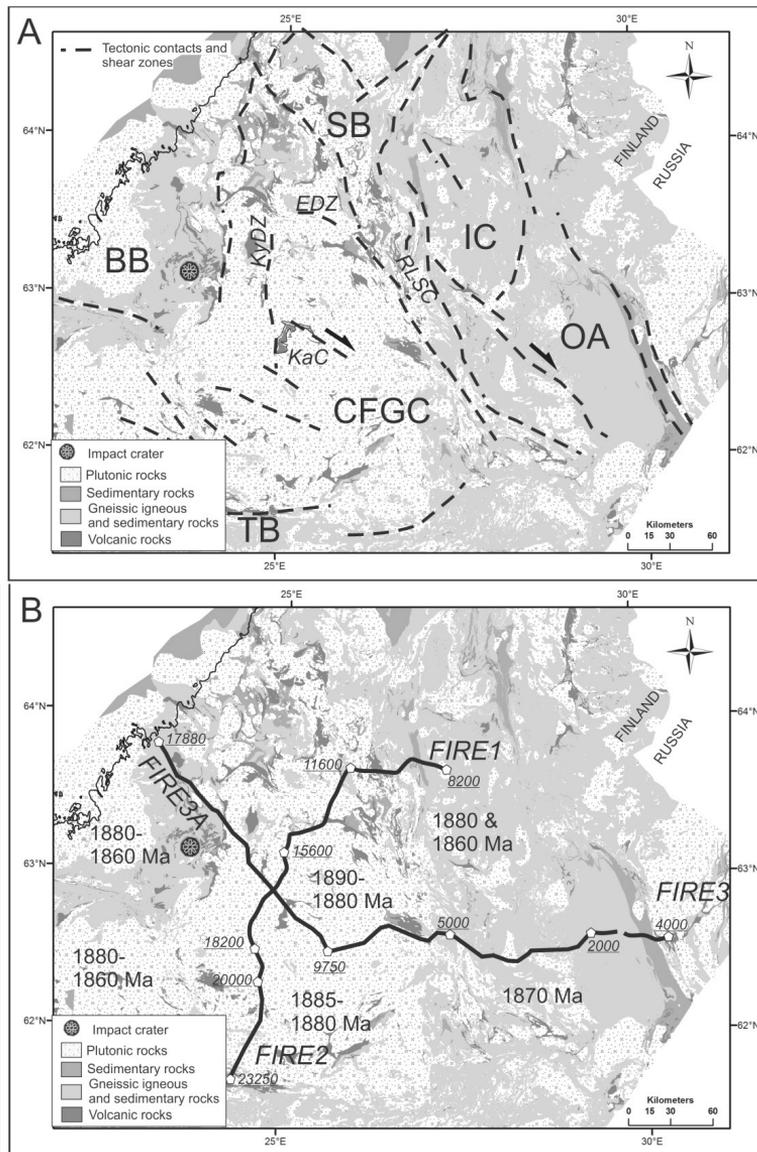 A
25°E
30°E
Tectonic contacts and
shear zones
N
64°N
SB
64°N
FINLAND
RUSSIA
EDZ
KyDZ
IC
BB
RLSC
63°N
63°N
OA
KaC
CFGC
62°N
62°N
Impact crater
Plutonic rocks
Sedimentary rocks
Gneissic igneous
and sedimentary rocks
Volcanic rocks
TB
Kilometers
0 15 30 60
25°E
30°E
B
25°E
30°E
N
64°N
64°N
FINLAND
RUSSIA
17880
FIRE1
11600
8200
FIRE3A
1880-
1860 Ma
1880 &
1860 Ma
15600
63°N
63°N
1890-
1880 Ma
FIRE3
5000
4000
18200
2000
9750
1880-
1860 Ma
20000
1870 Ma
1885-
1880 Ma
62°N
62°N
Impact crater
Plutonic rocks
Sedimentary rocks
Gneissic igneous
and sedimentary rocks
Volcanic rocks
FIRE2
23250
Kilometers
0 15 30 60
25°E
30°E